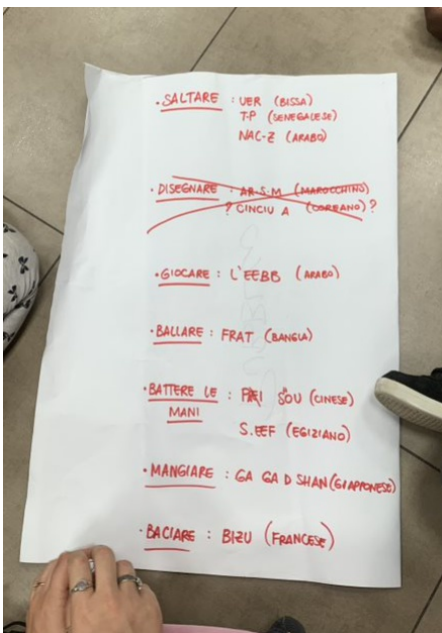 · SALTARE : UER (BISSA)
T-P (SENEGALESE)
NAC-Z (ARABO)
· DISEGNARE : AR-S-M (MAROCCHINO)
? CINCIU A (COREANO) ?
· GIOCARE : L'EEBB (ARABO)
· BALLARE : FRAT (BANGLA)
· BATTERE LE : PAI SOU (CINESE)
MANI
S.EEF (EGIZIANO)
· MANGIARE : GA GA D SHAN (GIAPPONESE)
· BACIARE : BIZU (FRANCESE)